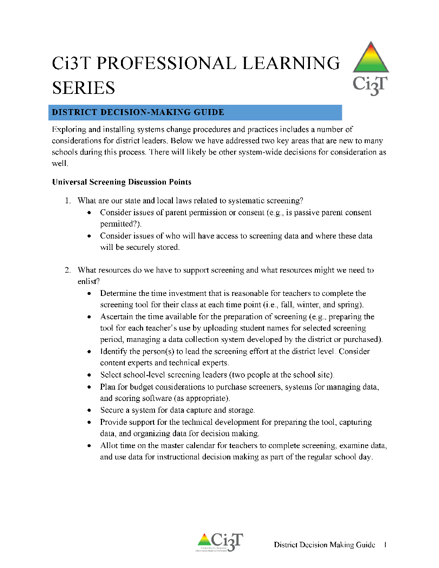 Ci3T PROFESSIONAL LEARNING
SERIES
Ci3T
DISTRICT DECISION-MAKING GUIDE
Exploring and installing systems change procedures and practices includes a number of
considerations for district leaders. Below we have addressed two key areas that are new to many
schools during this process. There will likely be other system-wide decisions for consideration as
well.
Universal Screening Discussion Points
1. What are our state and local laws related to systematic screening?
• Consider issues of parent permission or consent (e.g., is passive parent consent
permitted?).
• Consider issues of who will have access to screening data and where these data
will be securely stored.
2. What resources do we have to support screening and what resources might we need to
enlist?
• Determine the time investment that is reasonable for teachers to complete the
screening tool for their class at each time point (i.e., fall, winter, and spring).
• Ascertain the time available for the preparation of screening (e.g., preparing the
tool for each teacher's use by uploading student names for selected screening
period, managing a data collection system developed by the district or purchased).
• Identify the person(s) to lead the screening effort at the district level. Consider
content experts and technical experts.
• Select school-level screening leaders (two people at the school site).
• Plan for budget considerations to purchase screeners, systems for managing data,
and scoring software (as appropriate).
• Secure a system for data capture and storage.
• Provide support for the technical development for preparing the tool, capturing
data, and organizing data for decision making.
• Allot time on the master calendar for teachers to complete screening, examine data,
and use data for instructional decision making as part of the regular school day.
Ci3T
District Decision Making Guide 1